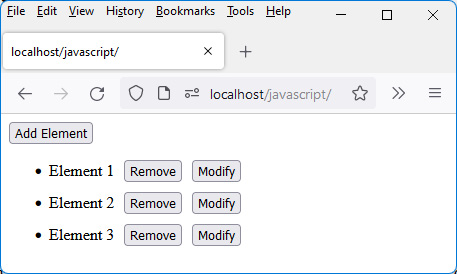 File Edit View History Bookmarks Tools Help
localhost/javascript/
localhost/javascript/
Add Element
Element 1 Remove Modify
Element 2 Remove Modify
Element 3 Remove Modify